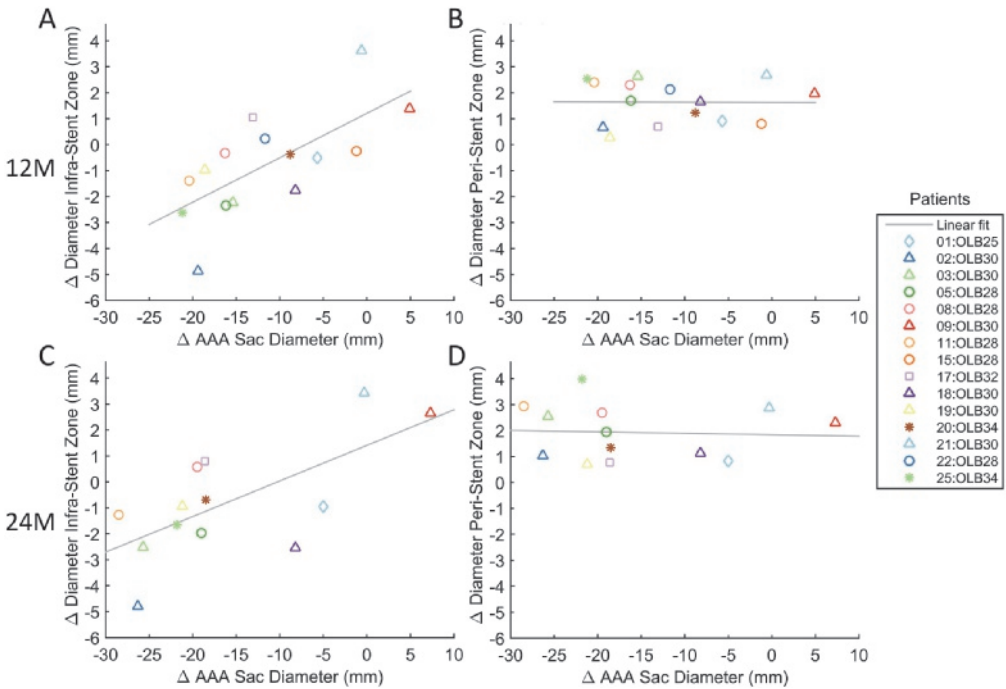 A
B
Δ Diameter Infra-Stent Zone (mm)
4
3
2
1
0
-1
-2
-3
-4
-5
-6
-30 -25 -20 -15 -10 -5 0 5 10
Δ AAA Sac Diameter (mm)
12M
Δ Diameter Peri-Stent Zone (mm)
4
3
2
1
0
-1
-2
-3
-4
-5
-6
-30 -25 -20 -15 -10 -5 0 5 10
Δ AAA Sac Diameter (mm)
Patients
Linear fit
01:OLB25
02:OLB30
03:OLB30
05:OLB28
08:OLB28
09:OLB30
11:OLB28
15:OLB28
17:OLB32
18:OLB30
19:OLB30
20:OLB34
21:OLB30
22:OLB28
25:OLB34
C
D
Δ Diameter Infra-Stent Zone (mm)
4
3
2
1
0
-1
-2
-3
-4
-5
-6
-30 -25 -20 -15 -10 -5 0 5 10
Δ AAA Sac Diameter (mm)
24M
Δ Diameter Peri-Stent Zone (mm)
4
3
2
1
0
-1
-2
-3
-4
-5
-6
-30 -25 -20 -15 -10 -5 0 5 10
Δ AAA Sac Diameter (mm)